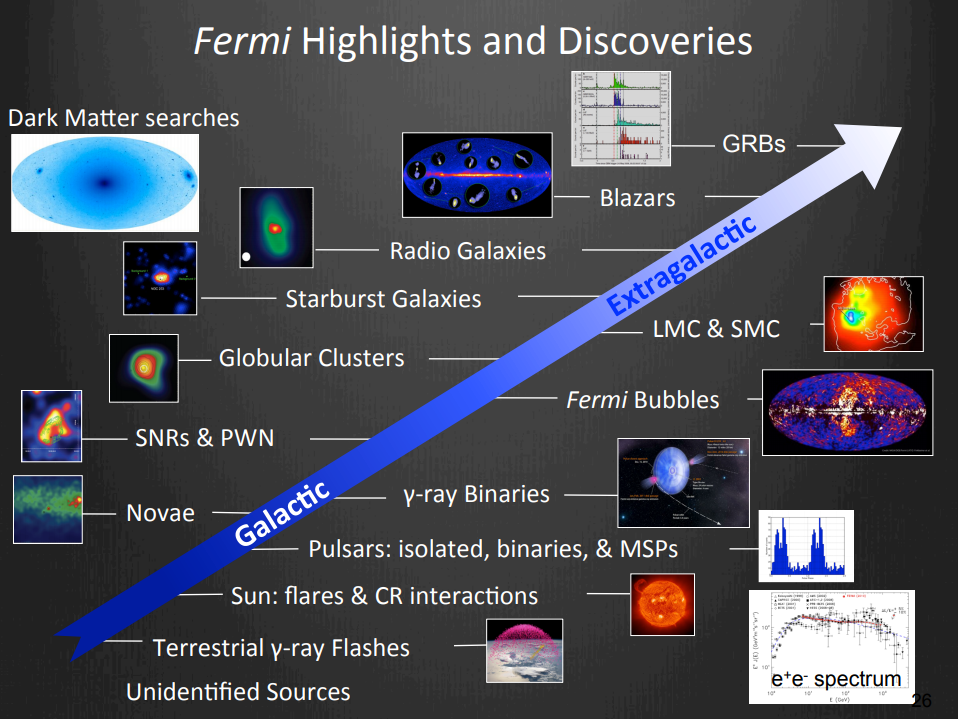 Fermi Highlights and Discoveries
Dark Matter searches
GRBs
Blazars
Radio Galaxies
Extragalactic
Starburst Galaxies
LMC & SMC
Globular Clusters
Fermi Bubbles
SNRs & PWN
γ-ray Binaries
Novae
Galactic
Pulsars: isolated, binaries, & MSPs
Sun: flares & CR interactions
Terrestrial γ-ray Flashes
Unidentified Sources
e+e- spectrum
E (GeV)
26